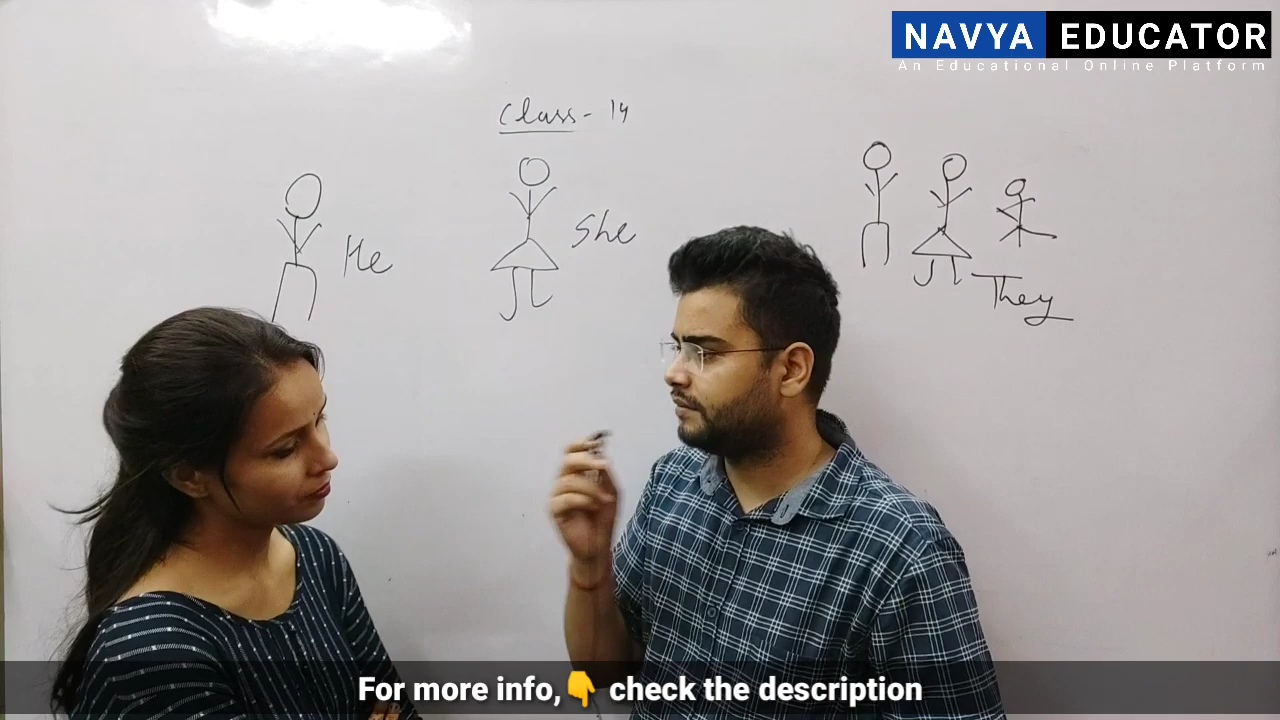 NAVYA EDUCATOR
An Educational Online Platform
Class - 14
He
She
They
For more info,👇 check the description